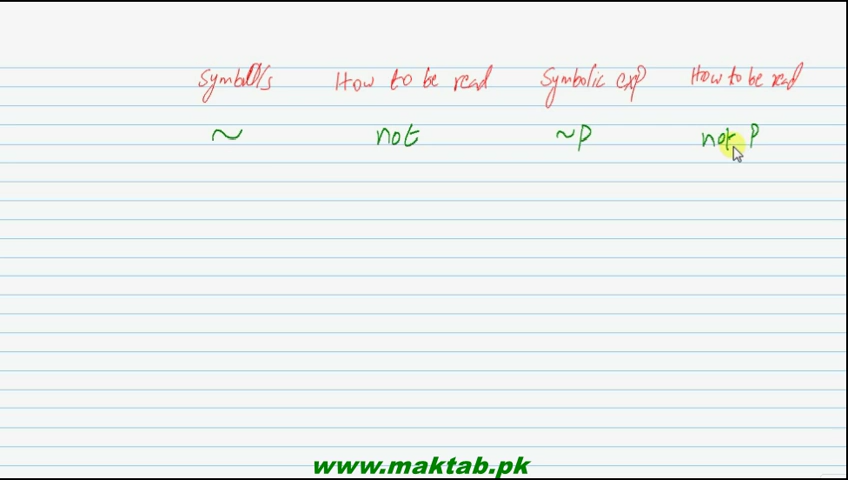 Symbols How to be read Symbolic exp How to be read
~ not ~p not p
www.maktab.pk